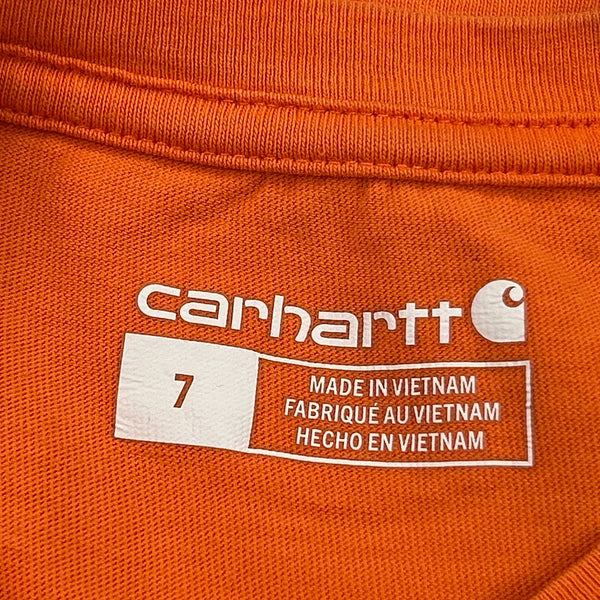 carhartt
7
MADE IN VIETNAM
FABRIQUÉ AU VIETNAM
HECHO EN VIETNAM